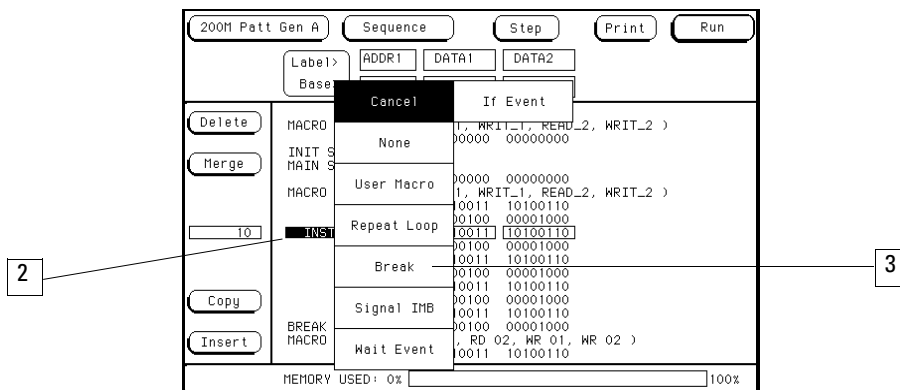 200M Patt Gen A Sequence Step Print Run
Label> ADDR1 DATA1 DATA2
Base
Cancel If Event
Delete MACRO 1, WRIT_1, READ_2, WRIT_2 )
None 00000 00000000
INIT S
Merge MAIN S
User Macro 00000 00000000
MACRO 1, WRIT_1, READ_2, WRIT_2 )
10011 10100110
Repeat Loop 00100 00001000
10 INST 10011 10100110
00100 00001000
2 Break 10011 10100110 3
00100 00001000
10011 10100110
Copy Signal IMB 00100 00001000
10011 10100110
BREAK 00100 00001000
Insert MACRO Wait Event , RD 02, WR 01, WR 02 )
10011 10100110
MEMORY USED: 0% 100%